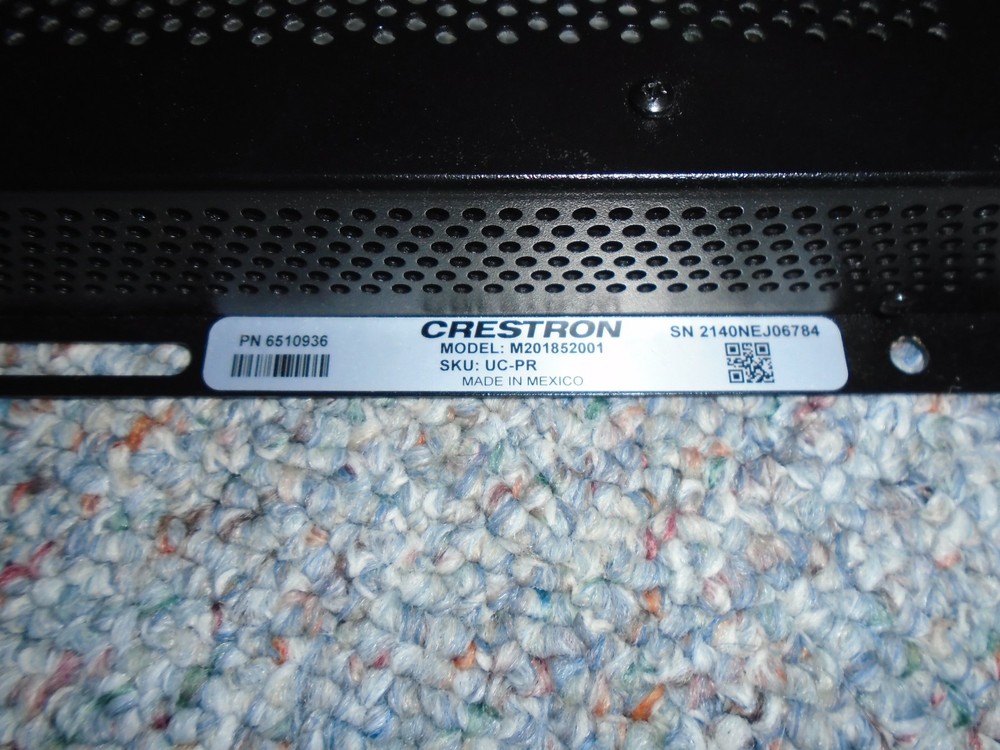 PN 6510936
CRESTRON
MODEL: M201852001
SKU: UC-PR
MADE IN MEXICO
SN 2140NEJ06784